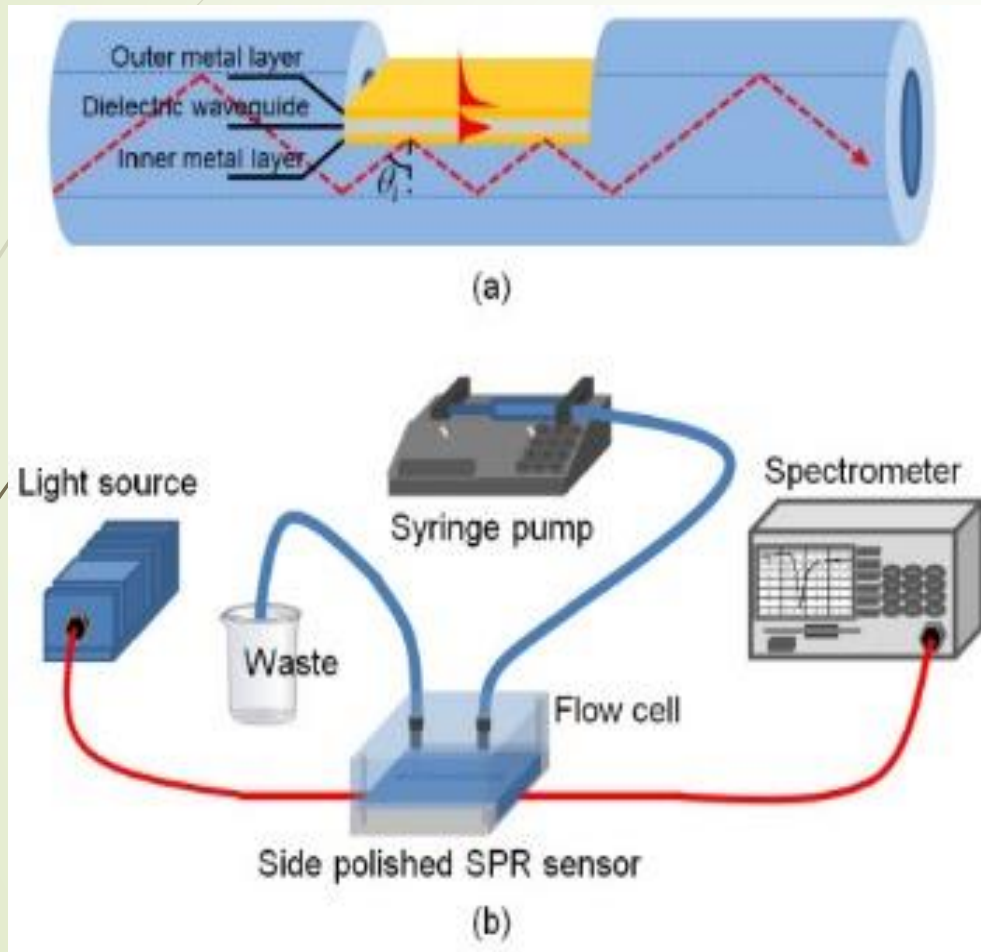 Outer metal layer
Dielectric waveguide
Inner metal layer
θi
(a)
Light source
Syringe pump
Spectrometer
Waste
Flow cell
Side polished SPR sensor
(b)